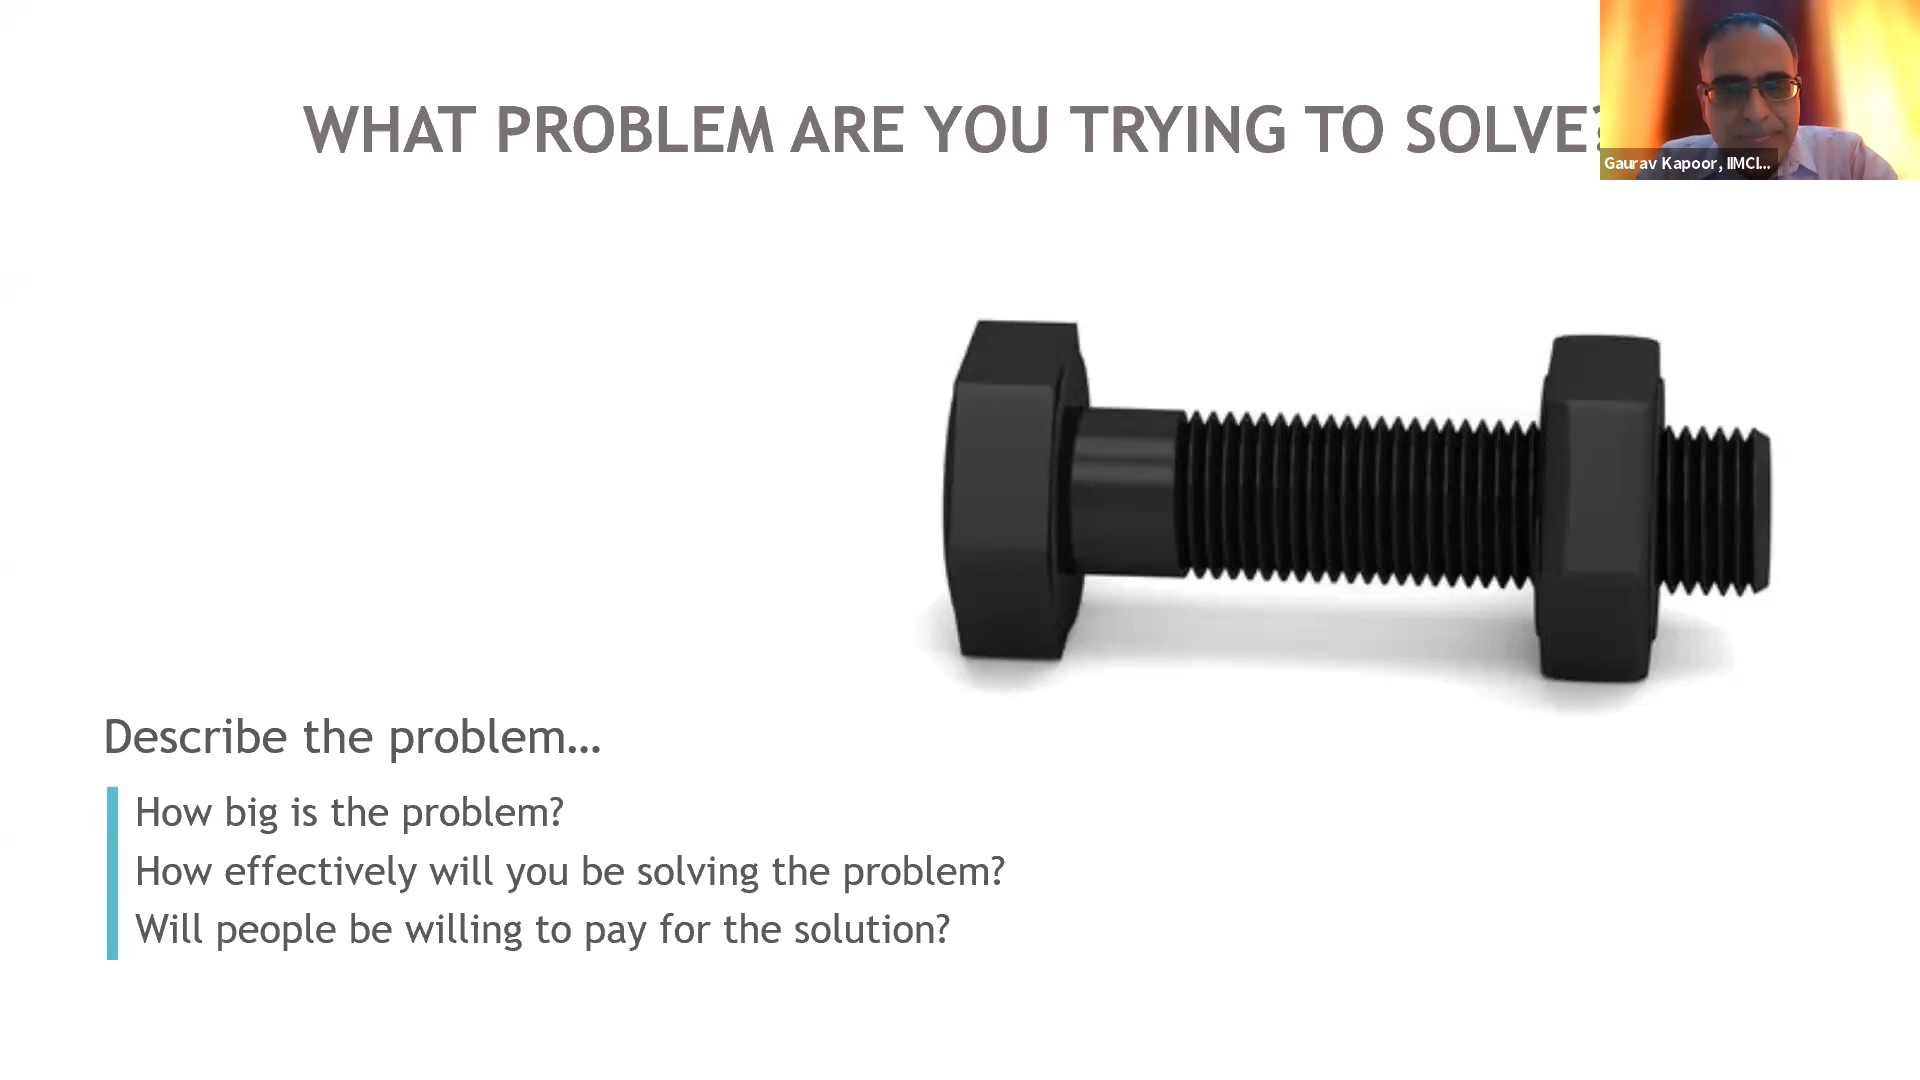 WHAT PROBLEM ARE YOU TRYING TO SOLVE?
Gaurav Kapoor, IIMCI...
Describe the problem…
How big is the problem?
How effectively will you be solving the problem?
Will people be willing to pay for the solution?